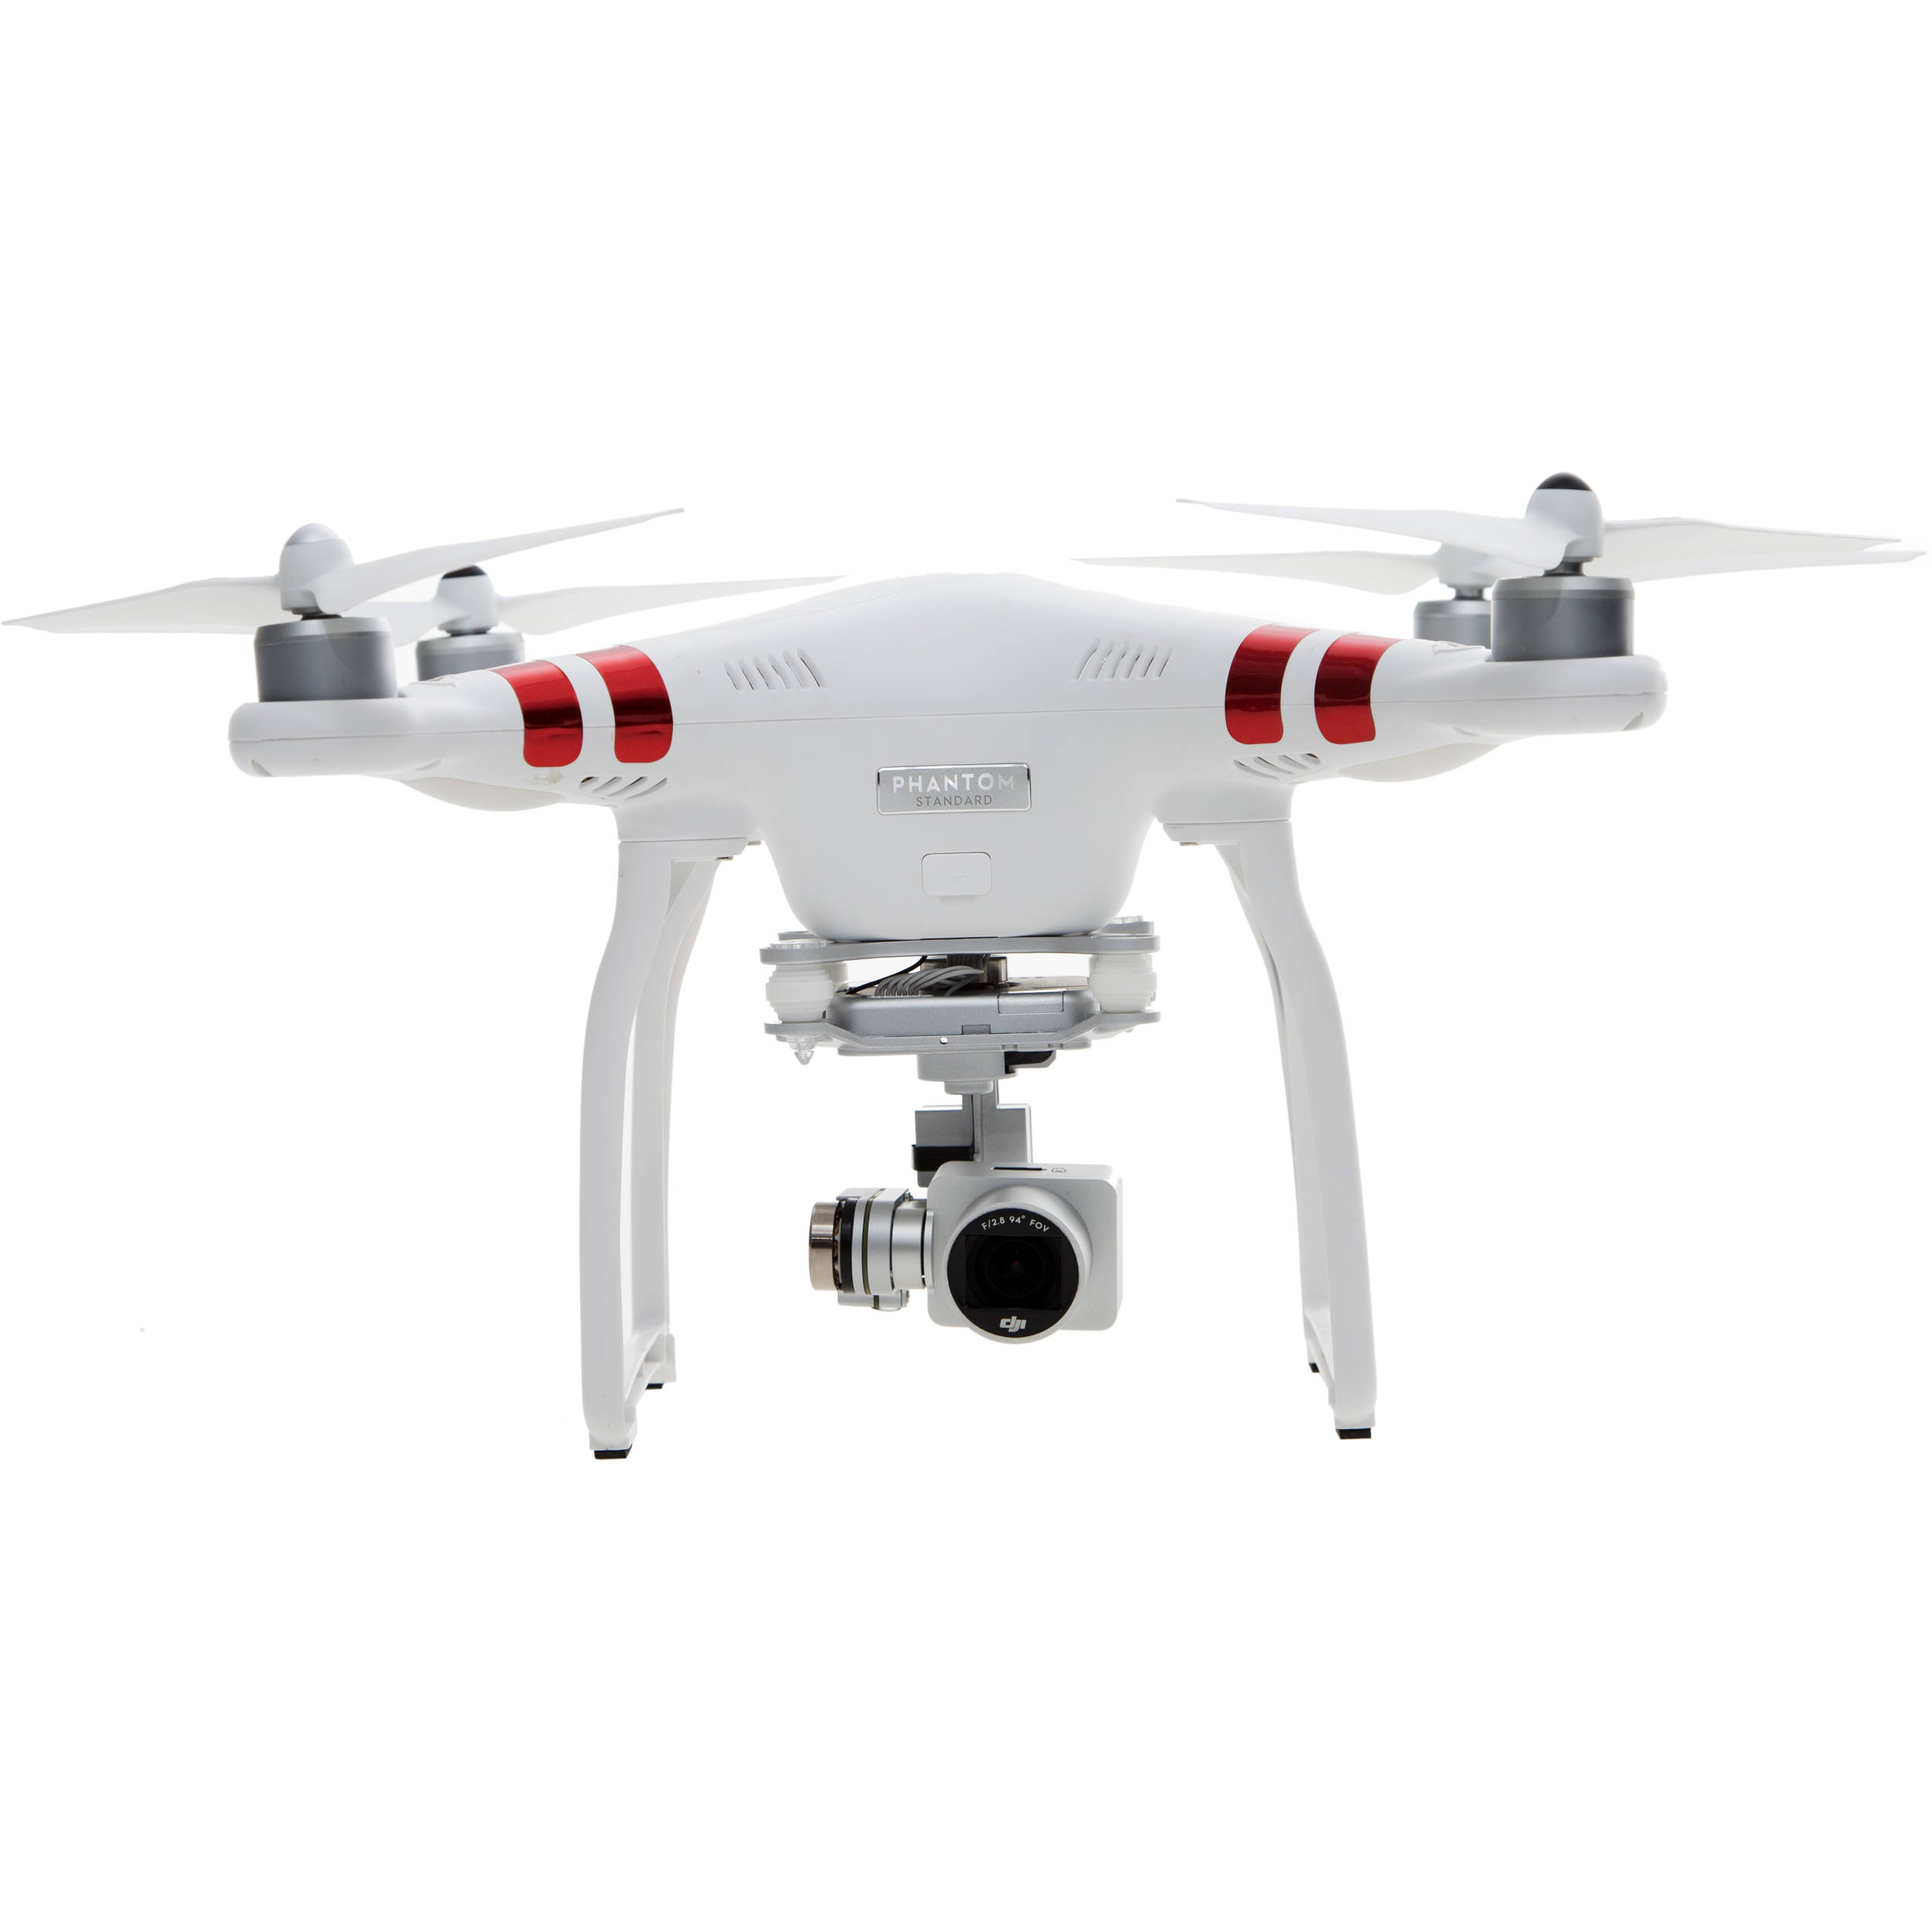 PHANTOM
STANDARD
F/2.8 94° FOV
dji